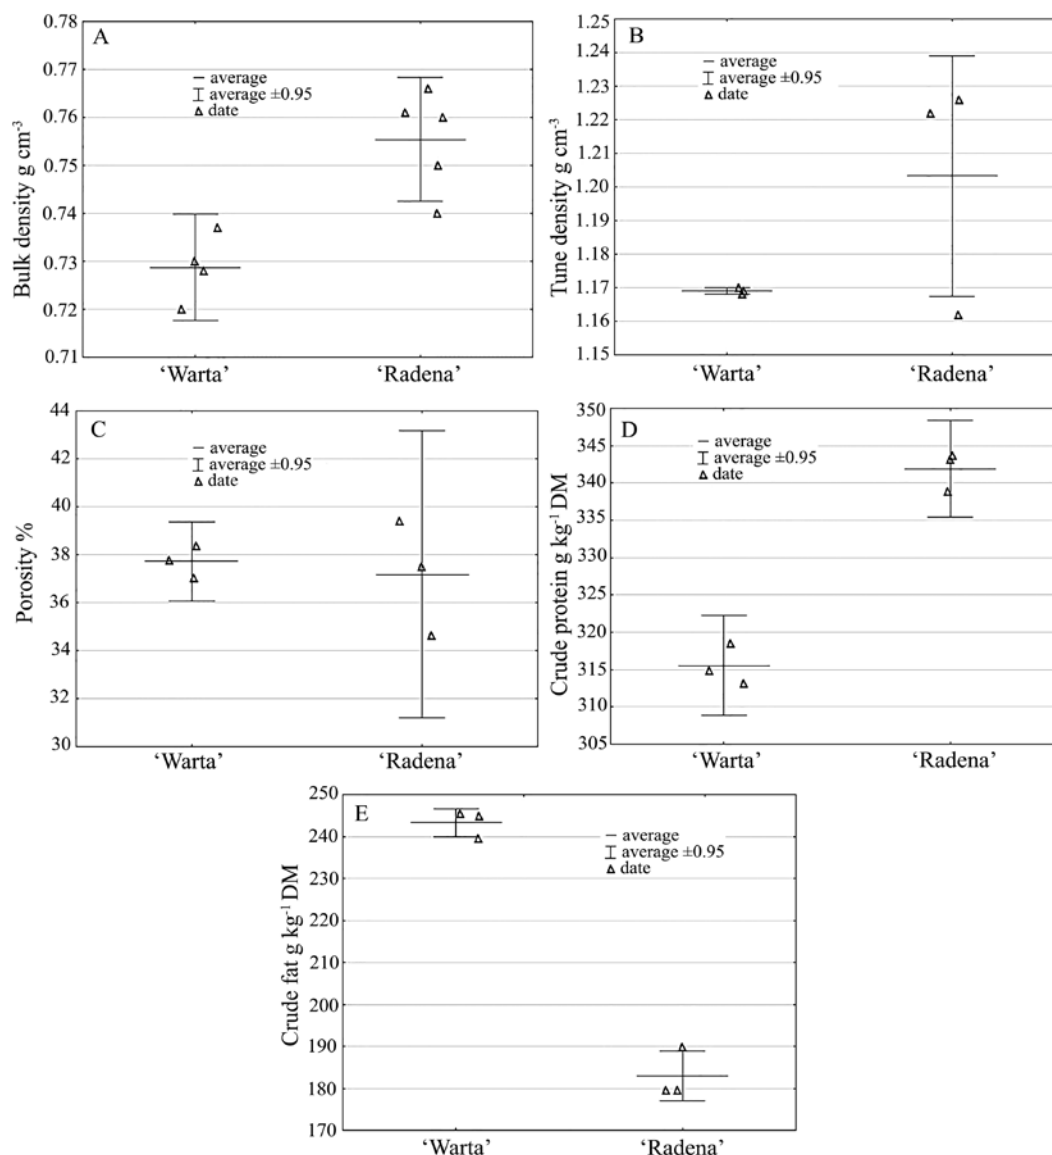 A
Bulk density g cm⁻³
0.78
0.77
0.76
0.75
0.74
0.73
0.72
0.71
average
average ±0.95
date
'Warta'
'Radena'
B
Tune density g cm⁻³
1.25
1.24
1.23
1.22
1.21
1.20
1.19
1.18
1.17
1.16
1.15
average
average ±0.95
date
'Warta'
'Radena'
C
Porosity %
44
42
40
38
36
34
32
30
average
average ±0.95
date
'Warta'
'Radena'
D
Crude protein g kg⁻¹ DM
350
345
340
335
330
325
320
315
310
305
average
average ±0.95
date
'Warta'
'Radena'
E
Crude fat g kg⁻¹ DM
250
240
230
220
210
200
190
180
170
average
average ±0.95
date
'Warta'
'Radena'